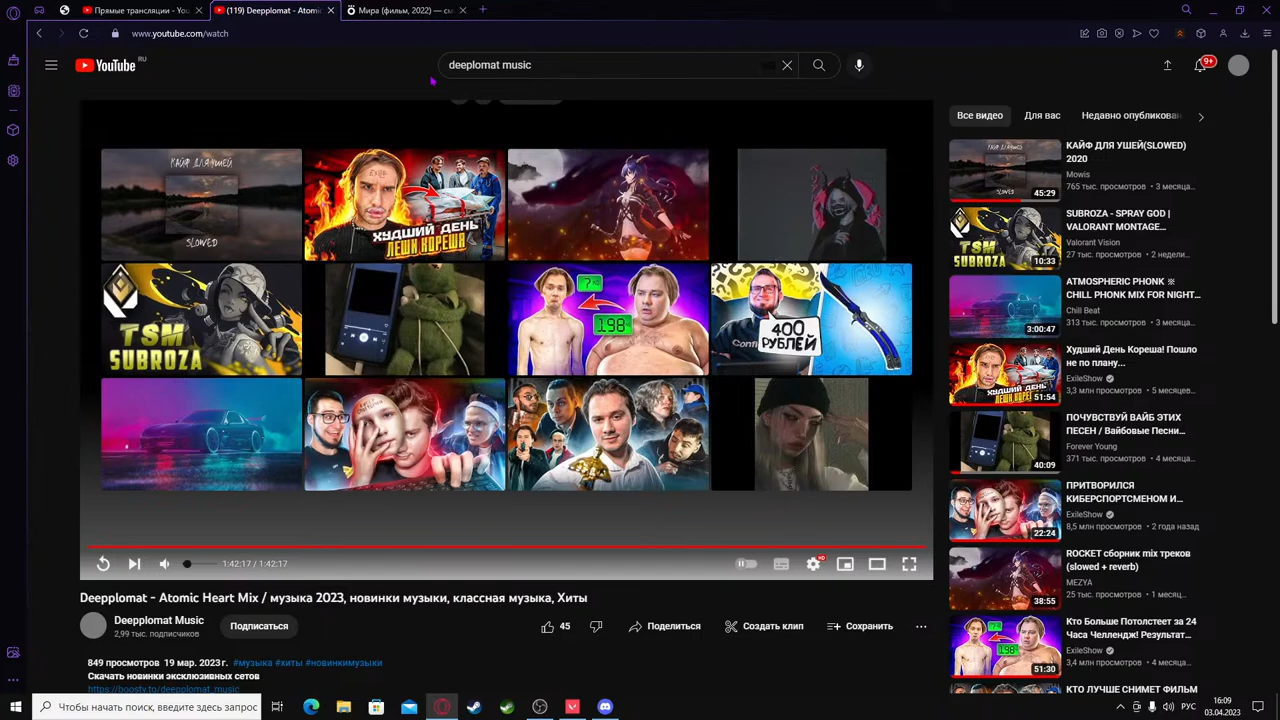 Прямые трансляции - You
(119) Deepplomat - Atomic
Мира (фильм, 2022) — см
www.youtube.com/watch
YouTube RU
deeplomat music
9+
КАЙФ ДЛЯ УШЕЙ
SLOWED
ХУДШИЙ ДЕНЬ
ЛЕШИ КОРЕША
TSM
SUBROZA
198
400
РУБЛЕЙ
1:42:17 / 1:42:17
HD
Deepplomat - Atomic Heart Mix / музыка 2023, новинки музыки, классная музыка, Хиты
Deepplomat Music
2,99 тыс. подписчиков
Подписаться
45
Поделиться
Создать клип
Сохранить
849 просмотров 19 мар. 2023 г. #музыка #хиты #новинкимузыки
Скачать новинки эксклюзивных сетов
https://boosty.to/deepolomat_music
Все видео
Для вас
Недавно опубликован
45:29
КАЙФ ДЛЯ УШЕЙ(SLOWED)
2020
Mowis
765 тыс. просмотров • 3 месяца...
TSM
SUBROZA
10:33
SUBROZA - SPRAY GOD |
VALORANT MONTAGE...
Valorant Vision
27 тыс. просмотров • 2 недели...
3:00:47
ATMOSPHERIC PHONK ※
CHILL PHONK MIX FOR NIGHT...
Chill Beat
313 тыс. просмотров • 3 месяца...
51:54
Худший День Кореша! Пошло
не по плану...
ExileShow
3,3 млн просмотров • 5 месяцев...
40:09
ПОЧУВСТВУЙ ВАЙБ ЭТИХ
ПЕСЕН / Вайбовые Песни...
Forever Young
371 тыс. просмотров • 4 месяца...
22:24
ПРИТВОРИЛСЯ
КИБЕРСПОРТСМЕНОМ И...
ExileShow
8,5 млн просмотров • 2 года назад
38:55
ROCKET сборник mix треков
(slowed + reverb)
MEZYA
25 тыс. просмотров • 1 месяц...
51:30
Кто Больше Потолстеет за 24
Часа Челлендж! Результат...
ExileShow
3,4 млн просмотров • 4 месяца...
КТО ЛУЧШЕ СНИМЕТ ФИЛЬМ
Чтобы начать поиск, введите здесь запрос
РУС
16:09
03.04.2023